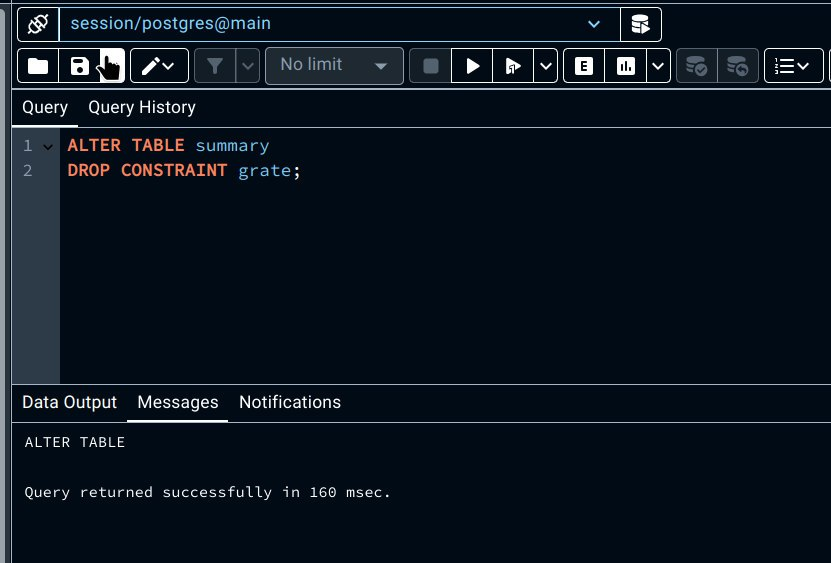 session/postgres@main
No limit
E
Query Query History
1 ALTER TABLE summary
2 DROP CONSTRAINT grate;
Data Output Messages Notifications
ALTER TABLE
Query returned successfully in 160 msec.